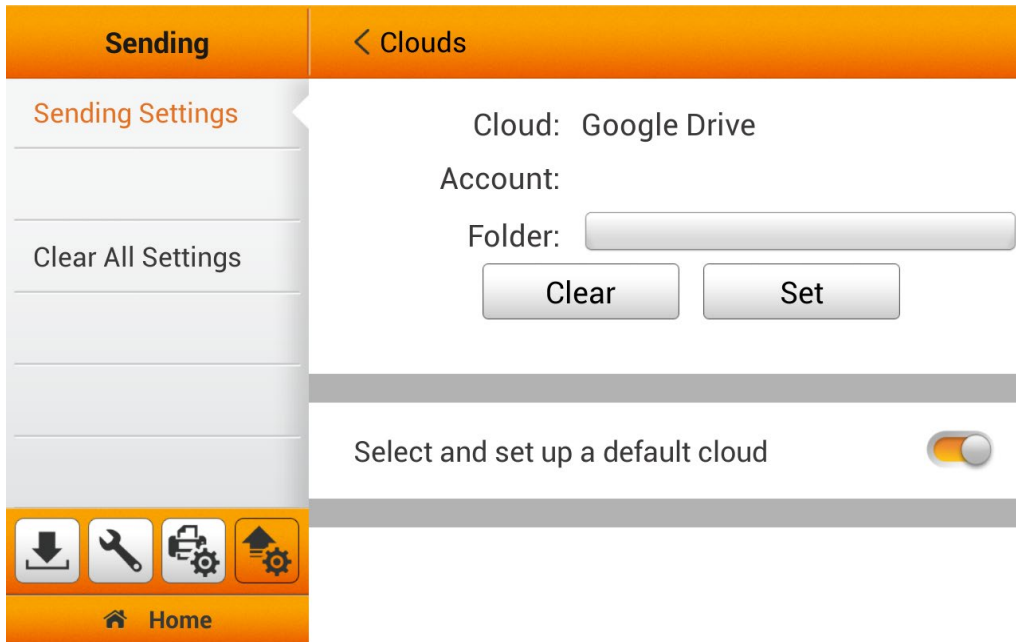 Sending
Clouds
Sending Settings
Clear All Settings
Home
Cloud: Google Drive
Account:
Folder:
Clear Set
Select and set up a default cloud